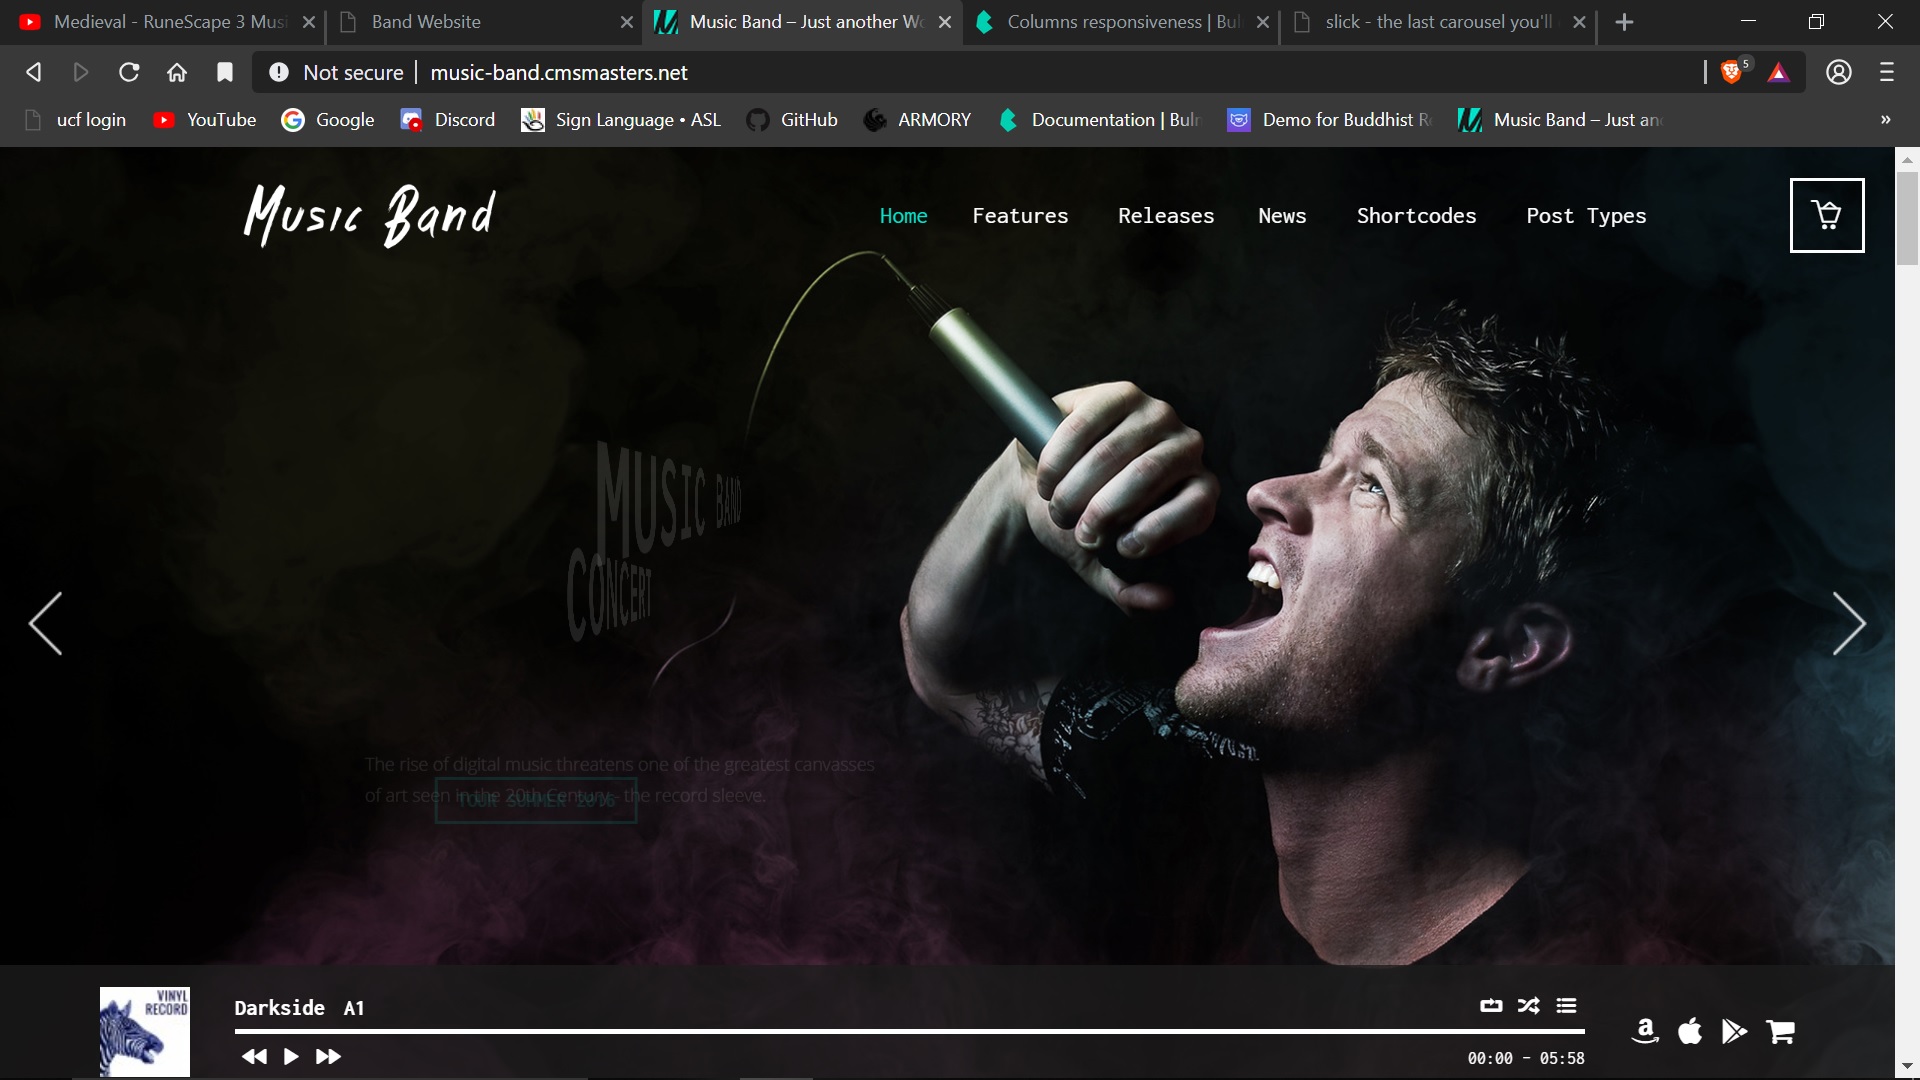 Medieval - RuneScape 3 Musi
Band Website
Music Band – Just another Wo
Columns responsiveness | Bul
slick - the last carousel you'll
Not secure
music-band.cmsmasters.net
5
ucf login
YouTube
Google
Discord
Sign Language • ASL
GitHub
ARMORY
Documentation | Bul
Demo for Buddhist R
Music Band – Just an
Music Band
Home
Features
Releases
News
Shortcodes
Post Types
MUSIC BAND
CONCERT
The rise of digital music threatens one of the greatest canvasses
of art seen in the 20th Century - the record sleeve.
TOUR SUMMER 2016
VINYL
RECORD
Darkside A1
00:00 - 05:58